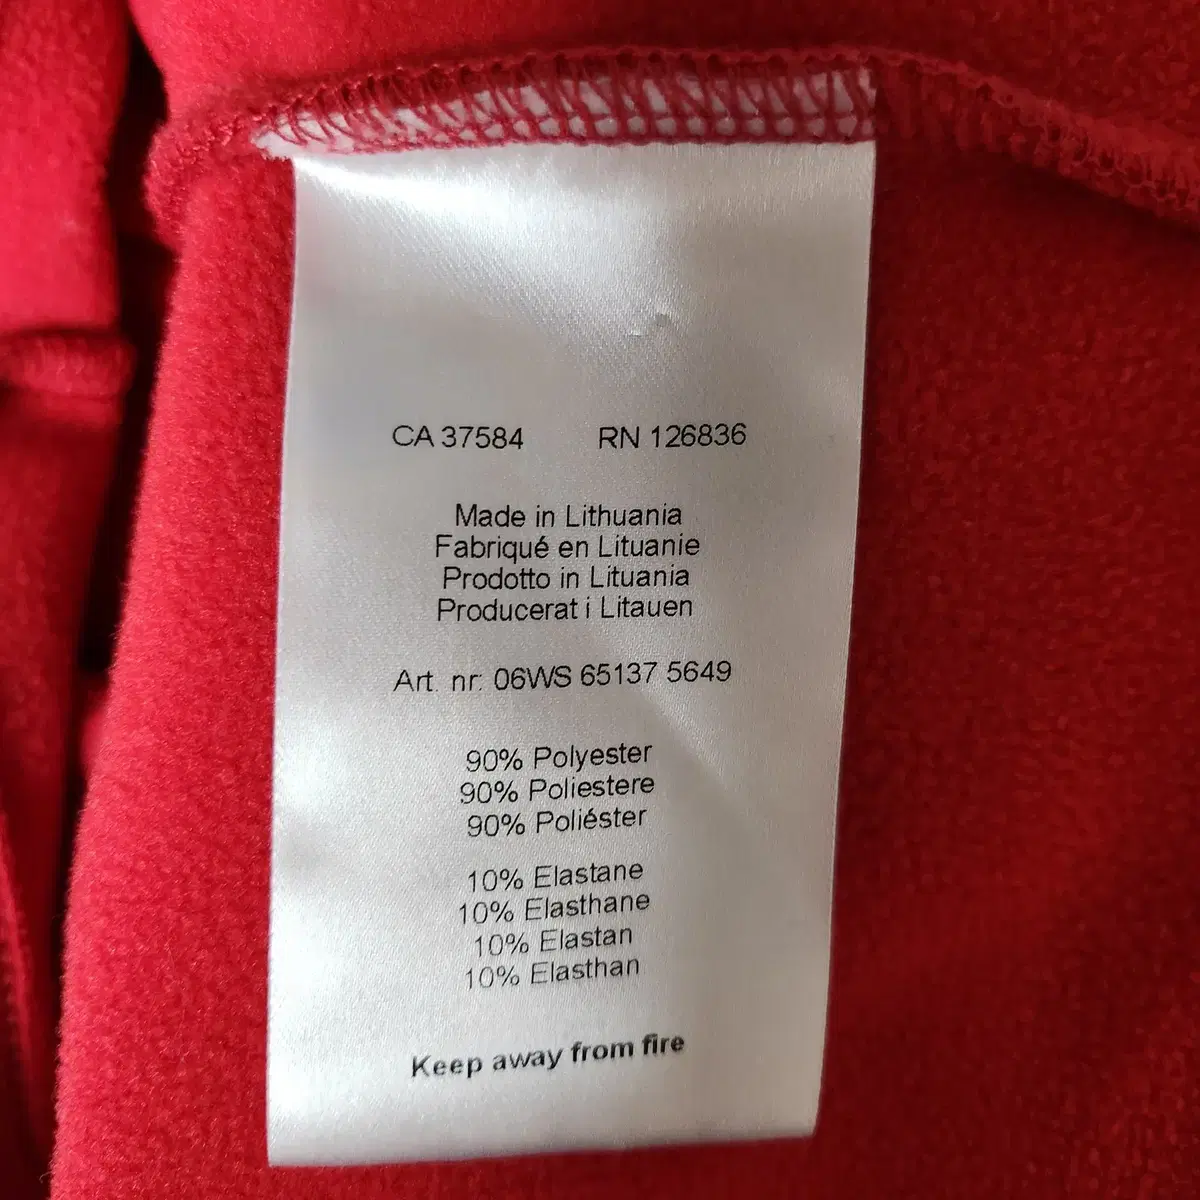 CA 37584 RN 126836
Made in Lithuania
Fabriqué en Lituanie
Prodotto in Lituania
Producerat i Litauen
Art. nr: 06WS 65137 5649
90% Polyester
90% Poliestere
90% Poliéster
10% Elastane
10% Elasthane
10% Elastan
10% Elasthan
Keep away from fire